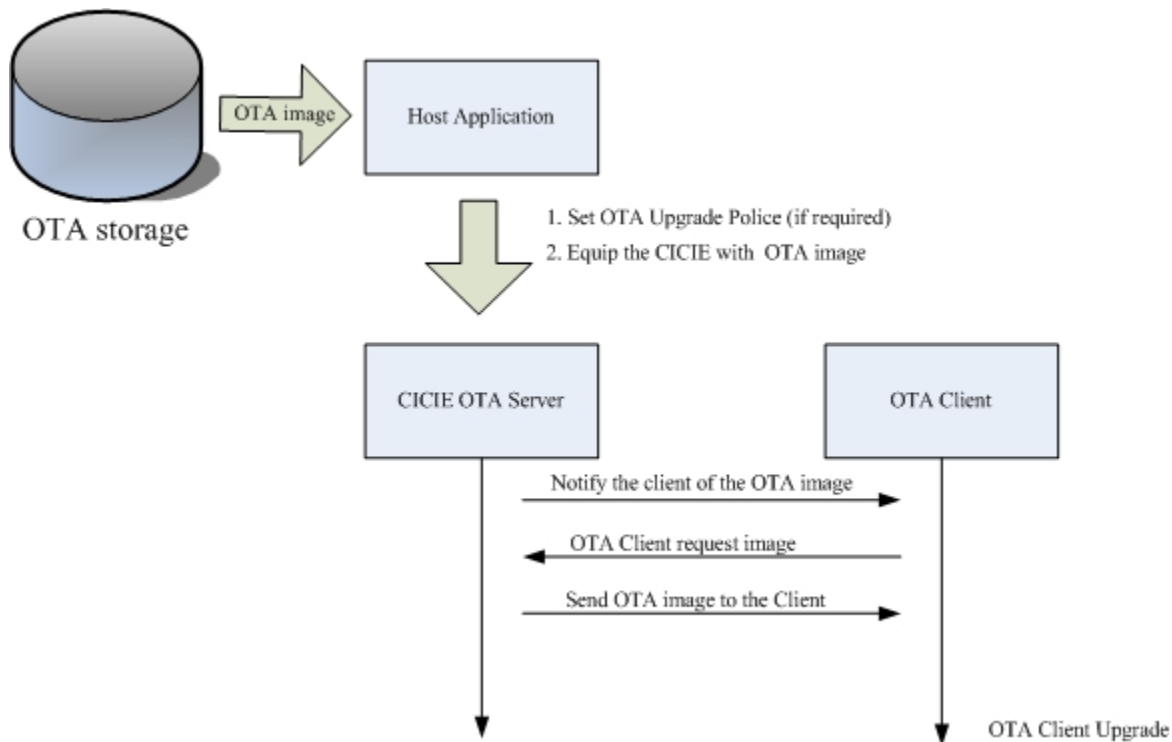 OTA image
Host Application
OTA storage
1. Set OTA Upgrade Police (if required)
2. Equip the CICIE with OTA image
CICIE OTA Server
OTA Client
Notify the client of the OTA image
OTA Client request image
Send OTA image to the Client
OTA Client Upgrade